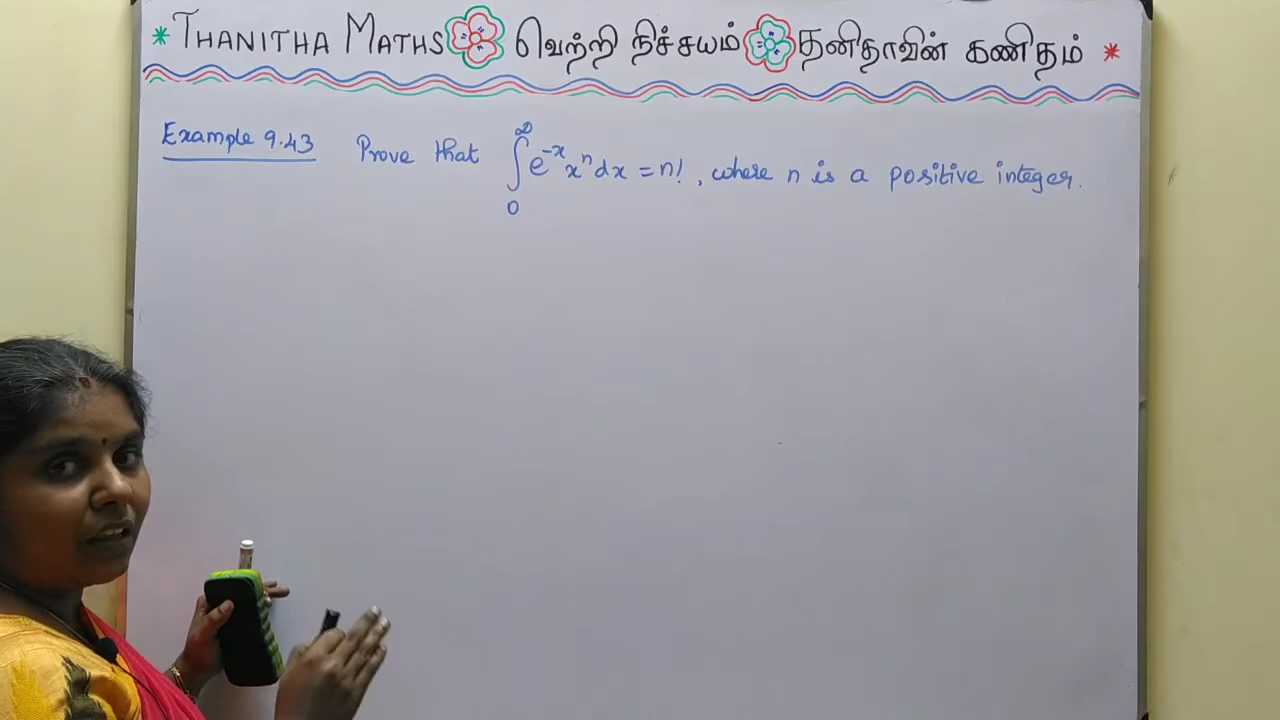 * THANITHA MATHS வெற்றி நிச்சயம் தனிதாவின் கணிதம் *
Example 9.43 Prove that ∫₀^∞ e^{-x} x^n dx = n! , where n is a positive integer.